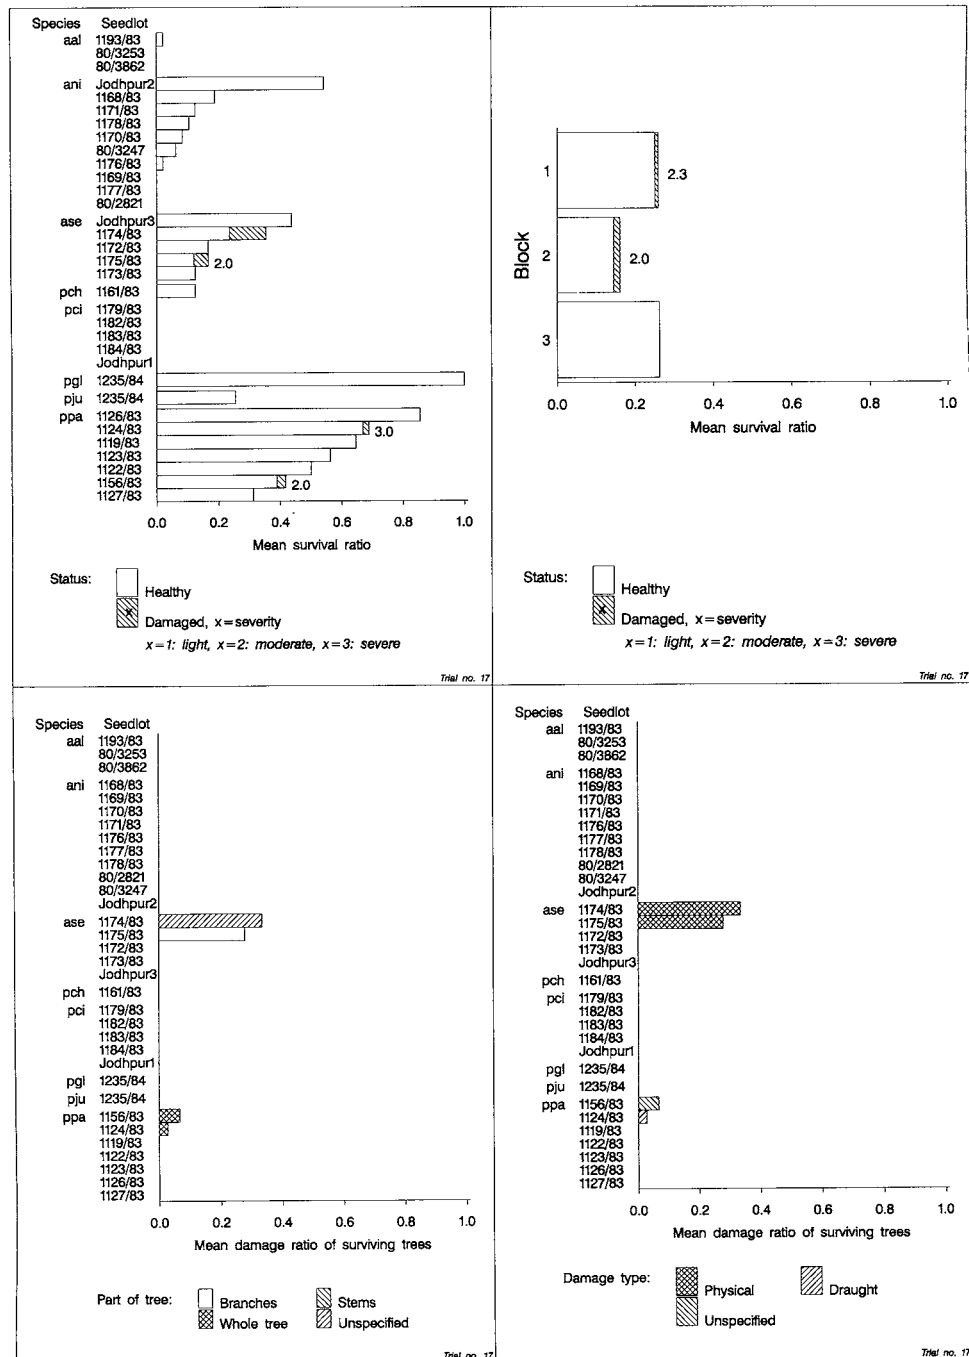 Species Seedlot
aal 1193/83
80/3253
80/3862
ani Jodhpur2
1168/83
1171/83
1178/83
1170/83
80/3247
1176/83
1169/83
1177/83
80/2821
ase Jodhpur3
1174/83
1172/83
1175/83 2.0
1173/83
pch 1161/83
pci 1179/83
1182/83
1183/83
1184/83
Jodhpur1
pgl 1235/84
pju 1235/84
ppa 1126/83
1124/83 3.0
1119/83
1123/83
1122/83
1156/83 2.0
1127/83
0.0 0.2 0.4 0.6 0.8 1.0
Mean survival ratio
Status: Healthy
x Damaged, x=severity
x=1: light, x=2: moderate, x=3: severe
Trial no. 17
Block
1 2.3
2 2.0
3
0.0 0.2 0.4 0.6 0.8 1.0
Mean survival ratio
Status: Healthy
x Damaged, x=severity
x=1: light, x=2: moderate, x=3: severe
Trial no. 17
Species Seedlot
aal 1193/83
80/3253
80/3862
ani 1168/83
1169/83
1170/83
1171/83
1176/83
1177/83
1178/83
80/2821
80/3247
Jodhpur2
ase 1174/83
1175/83
1172/83
1173/83
Jodhpur3
pch 1161/83
pci 1179/83
1182/83
1183/83
1184/83
Jodhpur1
pgl 1235/84
pju 1235/84
ppa 1156/83
1124/83
1119/83
1122/83
1123/83
1126/83
1127/83
0.0 0.2 0.4 0.6 0.8 1.0
Mean damage ratio of surviving trees
Part of tree: Branches Stems
Whole tree Unspecified
Trial no. 17
Species Seedlot
aal 1193/83
80/3253
80/3862
ani 1168/83
1169/83
1170/83
1171/83
1176/83
1177/83
1178/83
80/2821
80/3247
Jodhpur2
ase 1174/83
1175/83
1172/83
1173/83
Jodhpur3
pch 1161/83
pci 1179/83
1182/83
1183/83
1184/83
Jodhpur1
pgl 1235/84
pju 1235/84
ppa 1156/83
1124/83
1119/83
1122/83
1123/83
1126/83
1127/83
0.0 0.2 0.4 0.6 0.8 1.0
Mean damage ratio of surviving trees
Damage type: Physical Draught
Unspecified
Trial no. 17